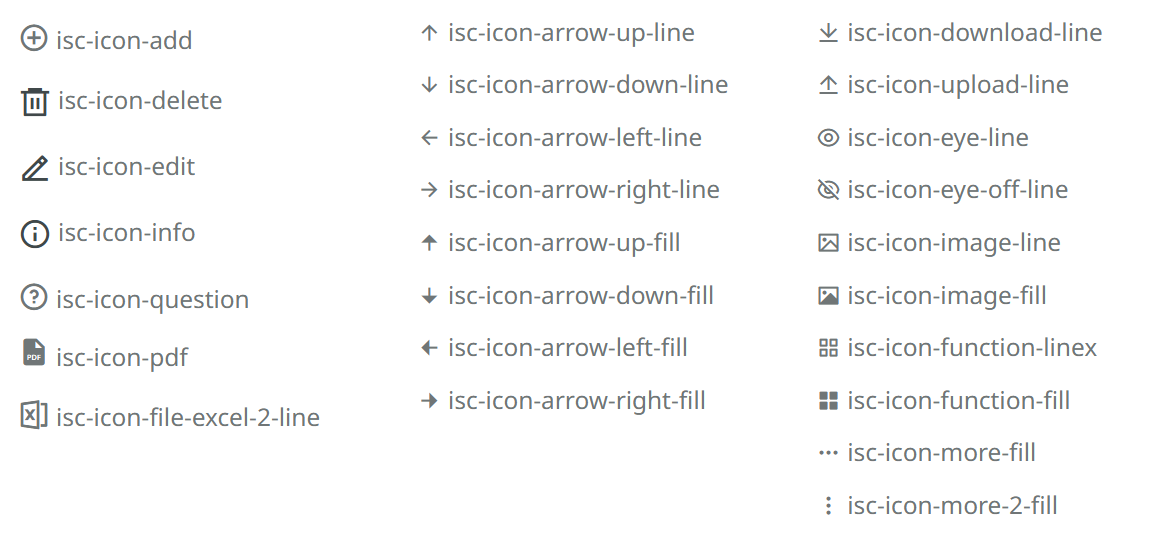 isc-icon-add
isc-icon-delete
isc-icon-edit
isc-icon-info
isc-icon-question
PDF
isc-icon-pdf
isc-icon-file-excel-2-line
isc-icon-arrow-up-line
isc-icon-arrow-down-line
isc-icon-arrow-left-line
isc-icon-arrow-right-line
isc-icon-arrow-up-fill
isc-icon-arrow-down-fill
isc-icon-arrow-left-fill
isc-icon-arrow-right-fill
isc-icon-download-line
isc-icon-upload-line
isc-icon-eye-line
isc-icon-eye-off-line
isc-icon-image-line
isc-icon-image-fill
isc-icon-function-linex
isc-icon-function-fill
isc-icon-more-fill
isc-icon-more-2-fill